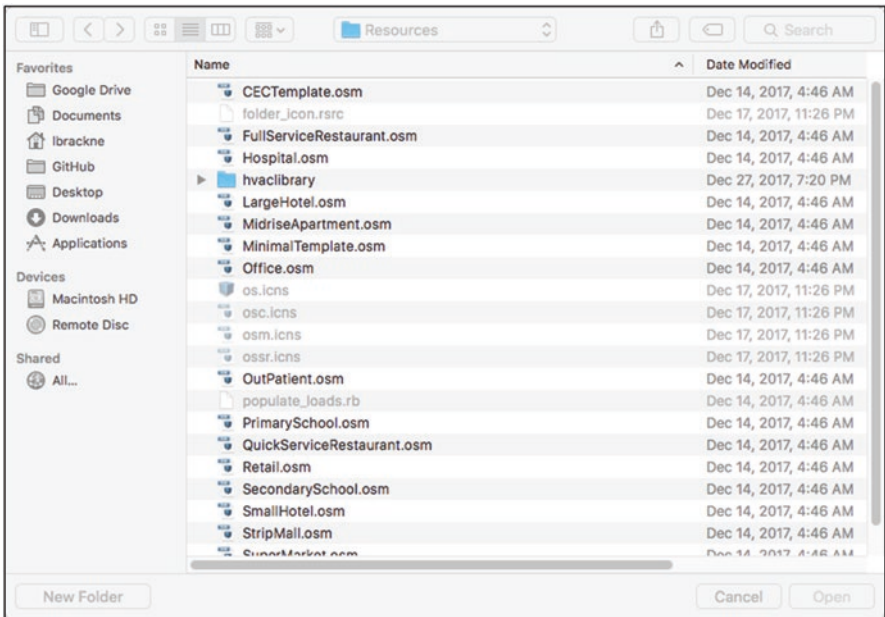 Resources
Search
Favorites
Google Drive
Documents
lbrackne
GitHub
Desktop
Downloads
Applications
Devices
Macintosh HD
Remote Disc
Shared
All...
Name Date Modified
CECTemplate.osm Dec 14, 2017, 4:46 AM
folder_icon.rsrc Dec 17, 2017, 11:26 PM
FullServiceRestaurant.osm Dec 14, 2017, 4:46 AM
Hospital.osm Dec 14, 2017, 4:46 AM
hvaclibrary Dec 27, 2017, 7:20 PM
LargeHotel.osm Dec 14, 2017, 4:46 AM
MidriseApartment.osm Dec 14, 2017, 4:46 AM
MinimalTemplate.osm Dec 14, 2017, 4:46 AM
Office.osm Dec 14, 2017, 4:46 AM
os.icns Dec 17, 2017, 11:26 PM
osc.icns Dec 17, 2017, 11:26 PM
osm.icns Dec 17, 2017, 11:26 PM
ossr.icns Dec 17, 2017, 11:26 PM
OutPatient.osm Dec 14, 2017, 4:46 AM
populate_loads.rb Dec 14, 2017, 4:46 AM
PrimarySchool.osm Dec 14, 2017, 4:46 AM
QuickServiceRestaurant.osm Dec 14, 2017, 4:46 AM
Retail.osm Dec 14, 2017, 4:46 AM
SecondarySchool.osm Dec 14, 2017, 4:46 AM
SmallHotel.osm Dec 14, 2017, 4:46 AM
StripMall.osm Dec 14, 2017, 4:46 AM
SuperMarket.osm Dec 14, 2017, 4:46 AM
New Folder
Cancel
Open